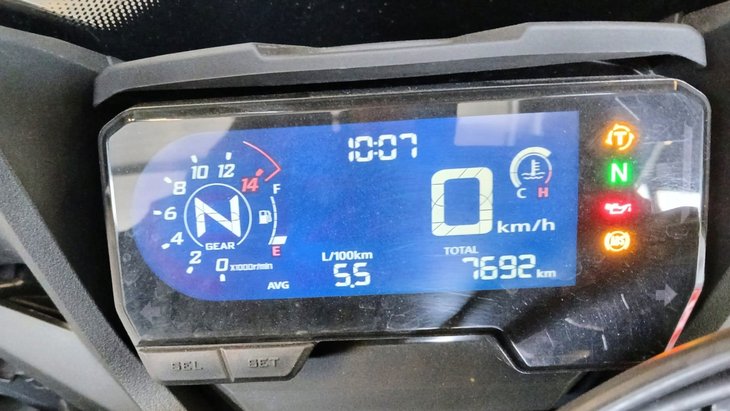 10:07
10 12
8
14
6
4
2
0 x1000r/min
N
GEAR
F
E
AVG
L/100km
5.5
0 km/h
C H
TOTAL
7692 km
T
N
ABS
SEL
SET